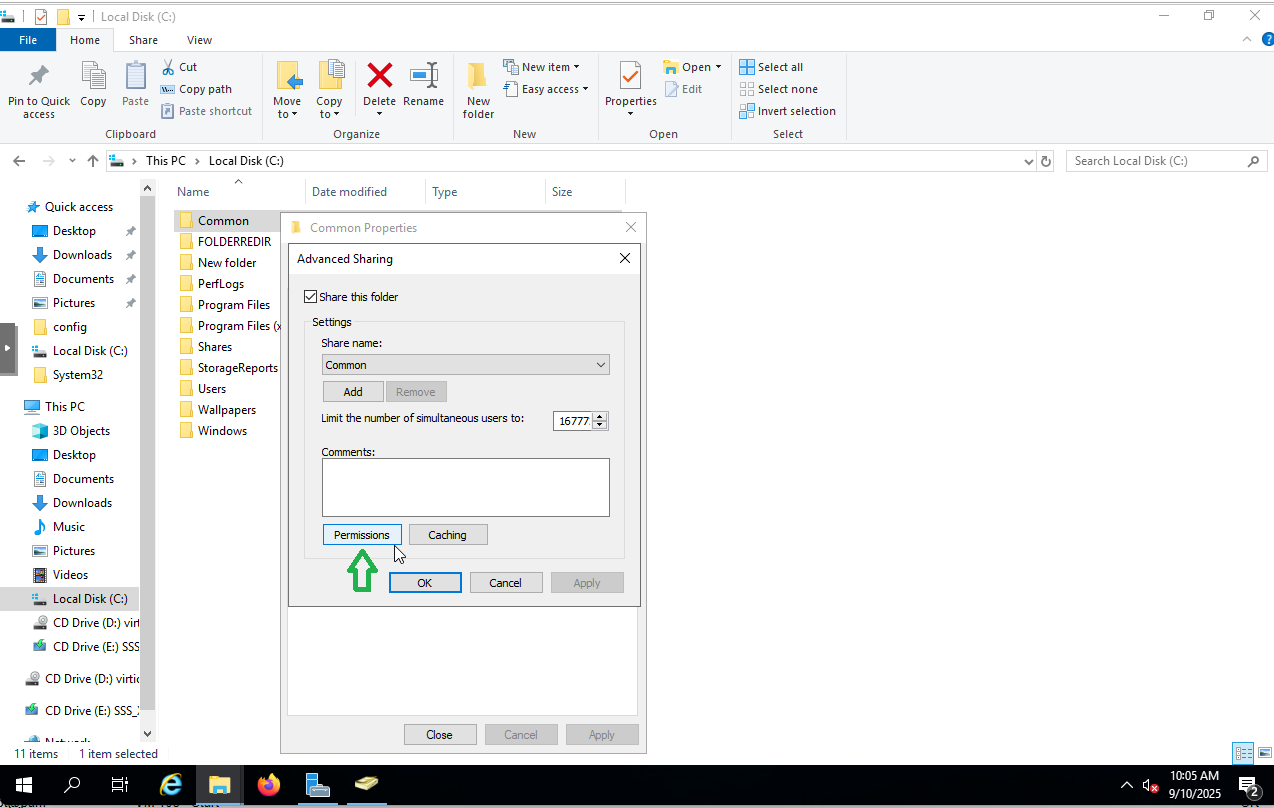 Local Disk (C:)
File Home Share View
Pin to Quick access
Copy
Paste
Cut
Copy path
Paste shortcut
Clipboard
Move to
Copy to
Delete
Rename
Organize
New folder
New item
Easy access
New
Properties
Open
Edit
Open
Select all
Select none
Invert selection
Select
This PC > Local Disk (C:)
Search Local Disk (C:)
Quick access
Desktop
Downloads
Documents
Pictures
config
Local Disk (C:)
System32
This PC
3D Objects
Desktop
Documents
Downloads
Music
Pictures
Videos
Local Disk (C:)
CD Drive (D:) virti
CD Drive (E:) SSS
CD Drive (D:) virtic
CD Drive (E:) SSS_
Name Date modified Type Size
Common
FOLDERREDIR
New folder
PerfLogs
Program Files
Program Files (x
Shares
StorageReports
Users
Wallpapers
Windows
Common Properties
Advanced Sharing
Share this folder
Settings
Share name:
Common
Add Remove
Limit the number of simultaneous users to: 16777
Comments:
Permissions Caching
OK Cancel Apply
Close Cancel Apply
11 items 1 item selected
10:05 AM
9/10/2025
2